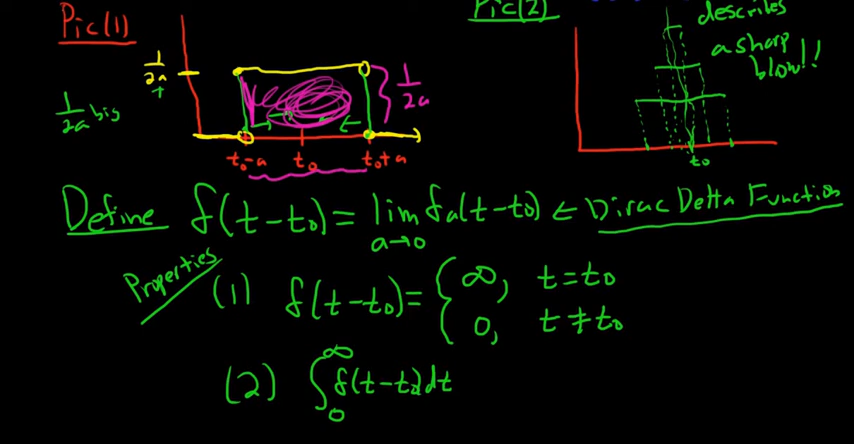 Pic(1)
Pic(2)
describes
a sharp
blow!!
1/2a
1/2a big
1/2a
t₀-a t₀ t₀+a
t₀
Define δ(t-t₀) = lim a→0 δa(t-t₀) ← Dirac Delta Function
Properties
(1) δ(t-t₀) = { ∞, t = t₀
0, t ≠ t₀
(2) ∫₀^∞ δ(t-t₀)dt